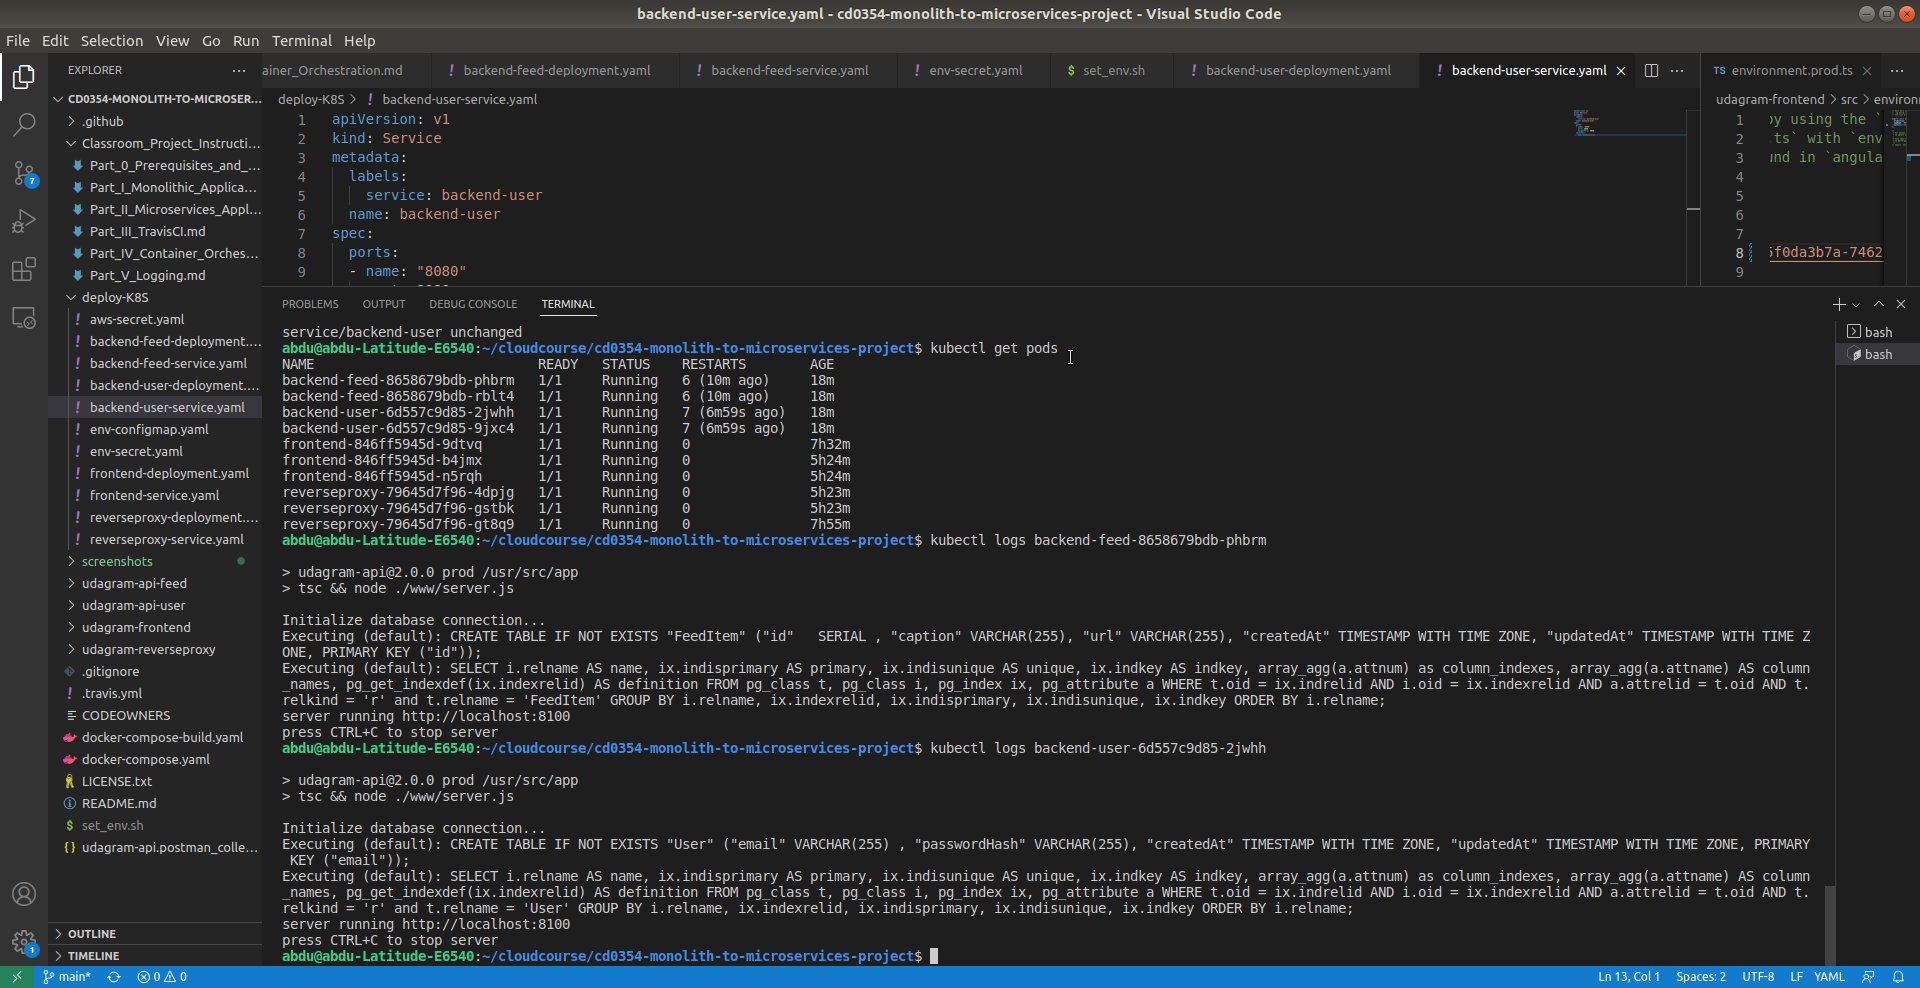 backend-user-service.yaml - cd0354-monolith-to-microservices-project - Visual Studio Code
File Edit Selection View Go Run Terminal Help
EXPLORER
CD0354-MONOLITH-TO-MICROSER...
.github
Classroom_Project_Instructi...
Part_0_Prerequisites_and_...
Part_I_Monolithic_Applica...
Part_II_Microservices_Appl...
Part_III_TravisCI.md
Part_IV_Container_Orches...
Part_V_Logging.md
deploy-K8S
! aws-secret.yaml
! backend-feed-deployment....
! backend-feed-service.yaml
! backend-user-deployment....
! backend-user-service.yaml
! env-configmap.yaml
! env-secret.yaml
! frontend-deployment.yaml
! frontend-service.yaml
! reverseproxy-deployment....
! reverseproxy-service.yaml
screenshots
udagram-api-feed
udagram-api-user
udagram-frontend
udagram-reverseproxy
.gitignore
! .travis.yml
CODEOWNERS
docker-compose-build.yaml
docker-compose.yaml
LICENSE.txt
README.md
$ set_env.sh
{} udagram-api.postman_colle...
OUTLINE
TIMELINE
7
1
ainer_Orchestration.md ! backend-feed-deployment.yaml ! backend-feed-service.yaml ! env-secret.yaml $ set_env.sh ! backend-user-deployment.yaml ! backend-user-service.yaml
deploy-K8S > ! backend-user-service.yaml
1 apiVersion: v1
2 kind: Service
3 metadata:
4 labels:
5 service: backend-user
6 name: backend-user
7 spec:
8 ports:
9 - name: "8080"
TS environment.prod.ts
udagram-frontend > src > environ
1 by using the `
2 ts` with `env
3 und in `angula
4
5
6
7
8 5f0da3b7a-7462
9
PROBLEMS OUTPUT DEBUG CONSOLE TERMINAL
bash
bash
service/backend-user unchanged
abdu@abdu-Latitude-E6540:~/cloudcourse/cd0354-monolith-to-microservices-project$ kubectl get pods
NAME READY STATUS RESTARTS AGE
backend-feed-8658679bdb-phbrm 1/1 Running 6 (10m ago) 18m
backend-feed-8658679bdb-rblt4 1/1 Running 6 (10m ago) 18m
backend-user-6d557c9d85-2jwhh 1/1 Running 7 (6m59s ago) 18m
backend-user-6d557c9d85-9jxc4 1/1 Running 7 (6m59s ago) 18m
frontend-846ff5945d-9dtvq 1/1 Running 0 7h32m
frontend-846ff5945d-b4jmx 1/1 Running 0 5h24m
frontend-846ff5945d-n5rqh 1/1 Running 0 5h24m
reverseproxy-79645d7f96-4dpjg 1/1 Running 0 5h23m
reverseproxy-79645d7f96-gstbk 1/1 Running 0 5h23m
reverseproxy-79645d7f96-gt8q9 1/1 Running 0 7h55m
abdu@abdu-Latitude-E6540:~/cloudcourse/cd0354-monolith-to-microservices-project$ kubectl logs backend-feed-8658679bdb-phbrm
> udagram-api@2.0.0 prod /usr/src/app
> tsc && node ./www/server.js
Initialize database connection...
Executing (default): CREATE TABLE IF NOT EXISTS "FeedItem" ("id" SERIAL , "caption" VARCHAR(255), "url" VARCHAR(255), "createdAt" TIMESTAMP WITH TIME ZONE, "updatedAt" TIMESTAMP WITH TIME Z
ONE, PRIMARY KEY ("id"));
Executing (default): SELECT i.relname AS name, ix.indisprimary AS primary, ix.indisunique AS unique, ix.indkey AS indkey, array_agg(a.attnum) as column_indexes, array_agg(a.attname) AS column
_names, pg_get_indexdef(ix.indexrelid) AS definition FROM pg_class t, pg_class i, pg_index ix, pg_attribute a WHERE t.oid = ix.indrelid AND i.oid = ix.indexrelid AND a.attrelid = t.oid AND t.
relkind = 'r' and t.relname = 'FeedItem' GROUP BY i.relname, ix.indexrelid, ix.indisprimary, ix.indisunique, ix.indkey ORDER BY i.relname;
server running http://localhost:8100
press CTRL+C to stop server
abdu@abdu-Latitude-E6540:~/cloudcourse/cd0354-monolith-to-microservices-project$ kubectl logs backend-user-6d557c9d85-2jwhh
> udagram-api@2.0.0 prod /usr/src/app
> tsc && node ./www/server.js
Initialize database connection...
Executing (default): CREATE TABLE IF NOT EXISTS "User" ("email" VARCHAR(255) , "passwordHash" VARCHAR(255), "createdAt" TIMESTAMP WITH TIME ZONE, "updatedAt" TIMESTAMP WITH TIME ZONE, PRIMARY
KEY ("email"));
Executing (default): SELECT i.relname AS name, ix.indisprimary AS primary, ix.indisunique AS unique, ix.indkey AS indkey, array_agg(a.attnum) as column_indexes, array_agg(a.attname) AS column
_names, pg_get_indexdef(ix.indexrelid) AS definition FROM pg_class t, pg_class i, pg_index ix, pg_attribute a WHERE t.oid = ix.indrelid AND i.oid = ix.indexrelid AND a.attrelid = t.oid AND t.
relkind = 'r' and t.relname = 'User' GROUP BY i.relname, ix.indexrelid, ix.indisprimary, ix.indisunique, ix.indkey ORDER BY i.relname;
server running http://localhost:8100
press CTRL+C to stop server
abdu@abdu-Latitude-E6540:~/cloudcourse/cd0354-monolith-to-microservices-project$
main* 0 0 Ln 13, Col 1 Spaces: 2 UTF-8 LF YAML